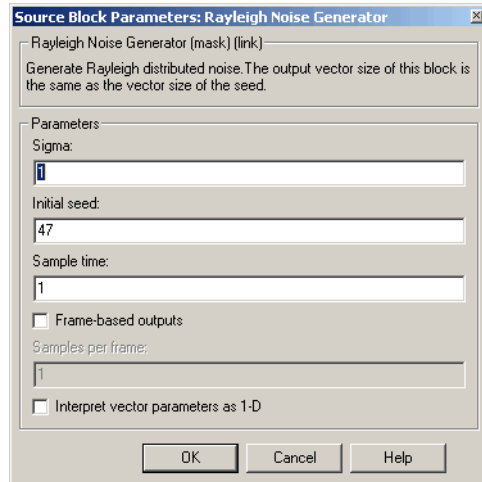 Source Block Parameters: Rayleigh Noise Generator
Rayleigh Noise Generator (mask) (link)
Generate Rayleigh distributed noise.The output vector size of this block is
the same as the vector size of the seed.
Parameters
Sigma:
1
Initial seed:
47
Sample time:
1
Frame-based outputs
Samples per frame:
1
Interpret vector parameters as 1-D
OK Cancel Help